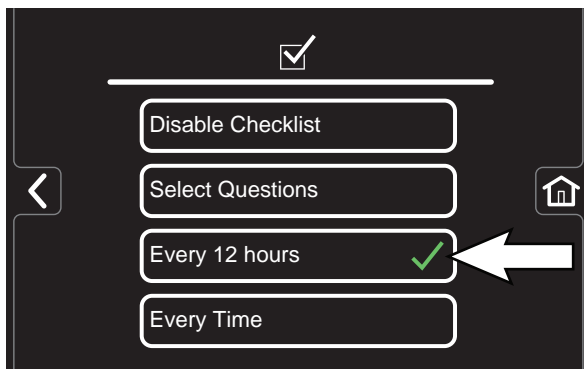 Disable Checklist
Select Questions
Every 12 hours
Every Time